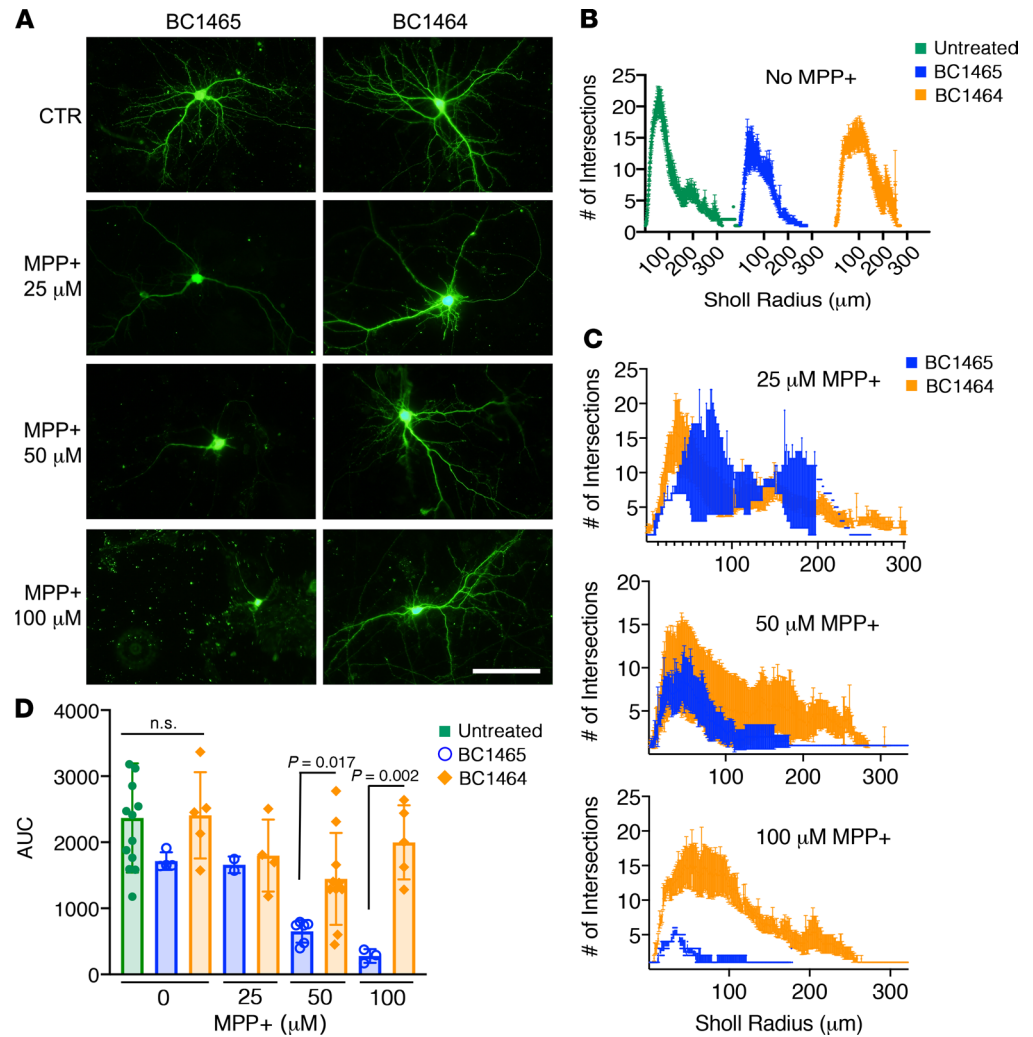 A
BC1465
BC1464
CTR
MPP+
25 μM
MPP+
50 μM
MPP+
100 μM
B
Untreated
BC1465
BC1464
No MPP+
# of Intersections
25
20
15
10
5
0
100
200
300
100
200
300
100
200
300
Sholl Radius (μm)
C
BC1465
BC1464
25 μM MPP+
# of Intersections
25
20
15
10
5
100
200
300
50 μM MPP+
# of Intersections
25
20
15
10
5
100
200
300
100 μM MPP+
# of Intersections
25
20
15
10
5
100
200
300
Sholl Radius (μm)
D
Untreated
BC1465
BC1464
n.s.
P = 0.017
P = 0.002
AUC
4000
3000
2000
1000
0
0
25
50
100
MPP+ (μM)